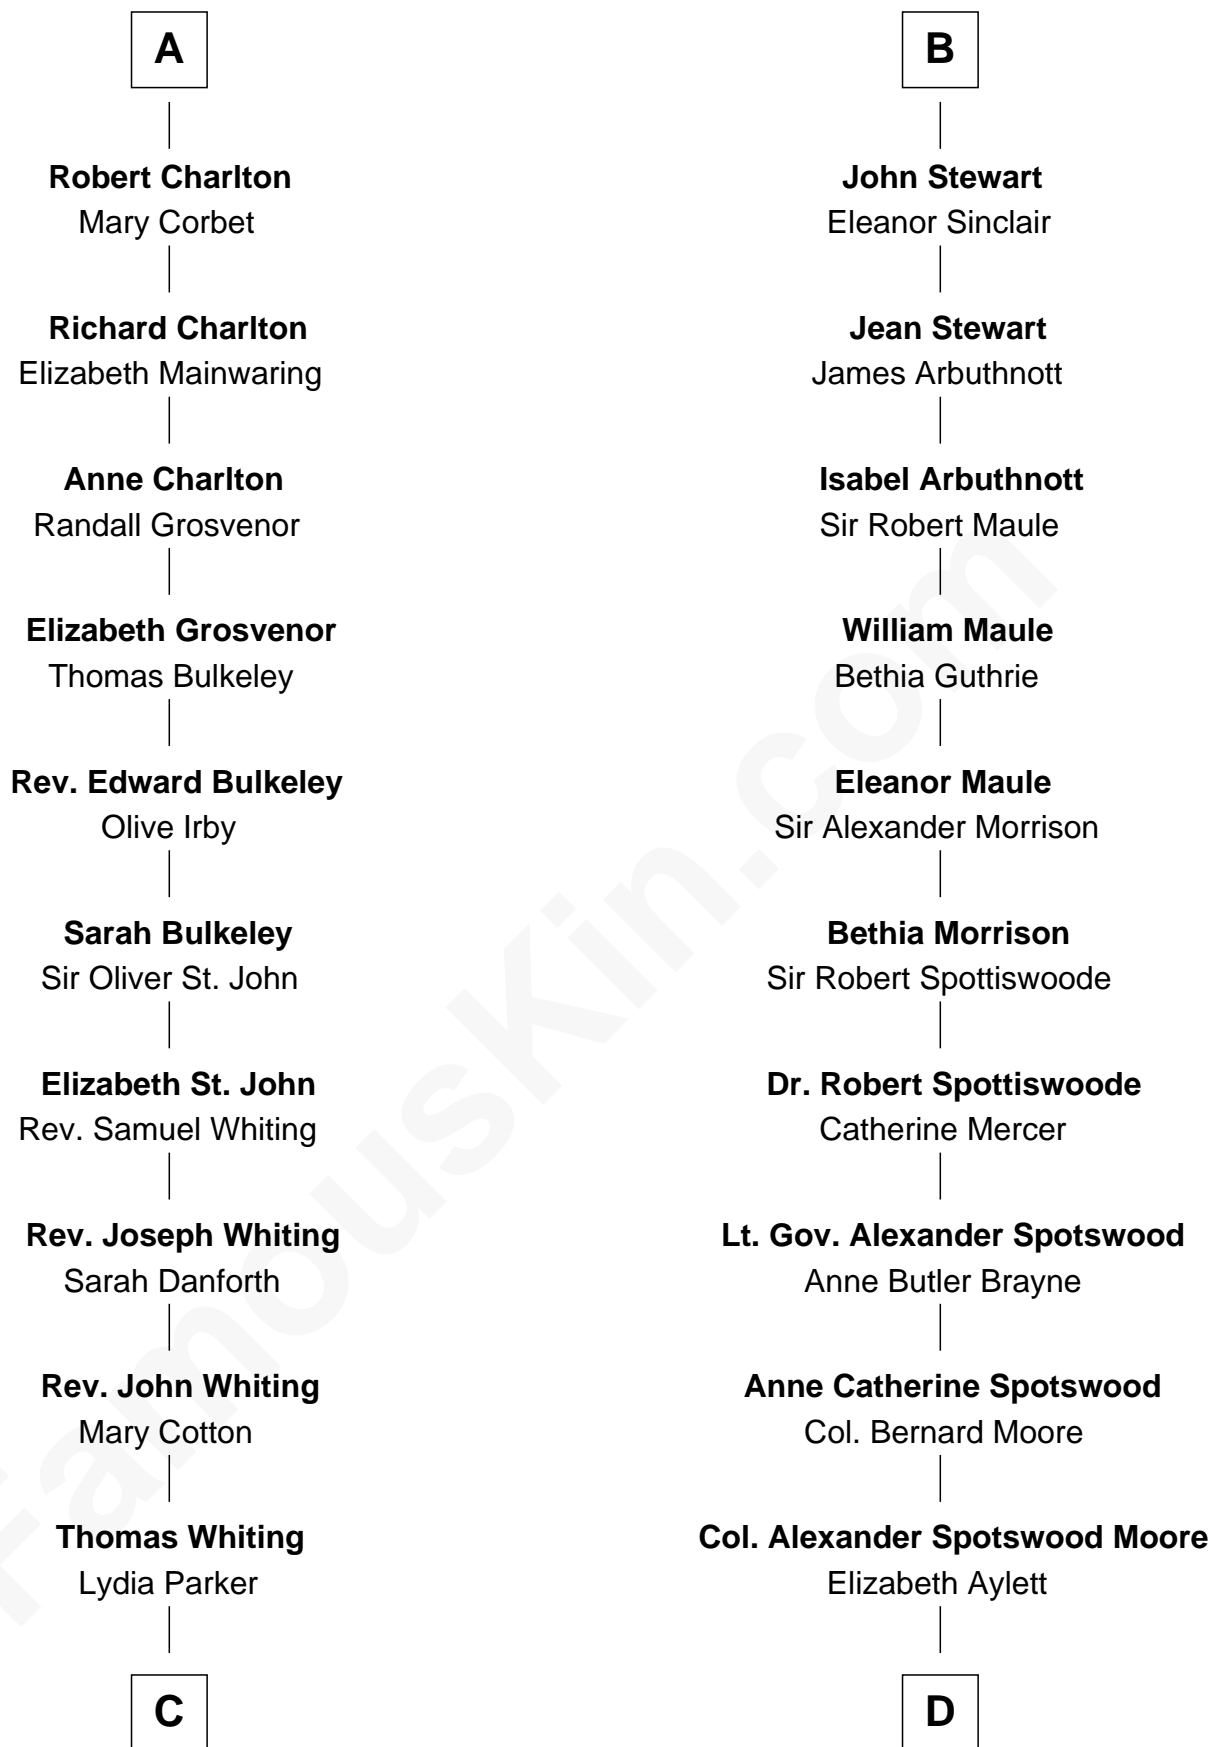 A
Robert Charlton
Mary Corbet
Richard Charlton
Elizabeth Mainwaring
Anne Charlton
Randall Grosvenor
Elizabeth Grosvenor
Thomas Bulkeley
Rev. Edward Bulkeley
Olive Irby
Sarah Bulkeley
Sir Oliver St. John
Elizabeth St. John
Rev. Samuel Whiting
Rev. Joseph Whiting
Sarah Danforth
Rev. John Whiting
Mary Cotton
Thomas Whiting
Lydia Parker
C
B
John Stewart
Eleanor Sinclair
Jean Stewart
James Arbuthnott
Isabel Arbuthnott
Sir Robert Maule
William Maule
Bethia Guthrie
Eleanor Maule
Sir Alexander Morrison
Bethia Morrison
Sir Robert Spottiswoode
Dr. Robert Spottiswoode
Catherine Mercer
Lt. Gov. Alexander Spotswood
Anne Butler Brayne
Anne Catherine Spotswood
Col. Bernard Moore
Col. Alexander Spotswood Moore
Elizabeth Aylett
D
FamousKin.com